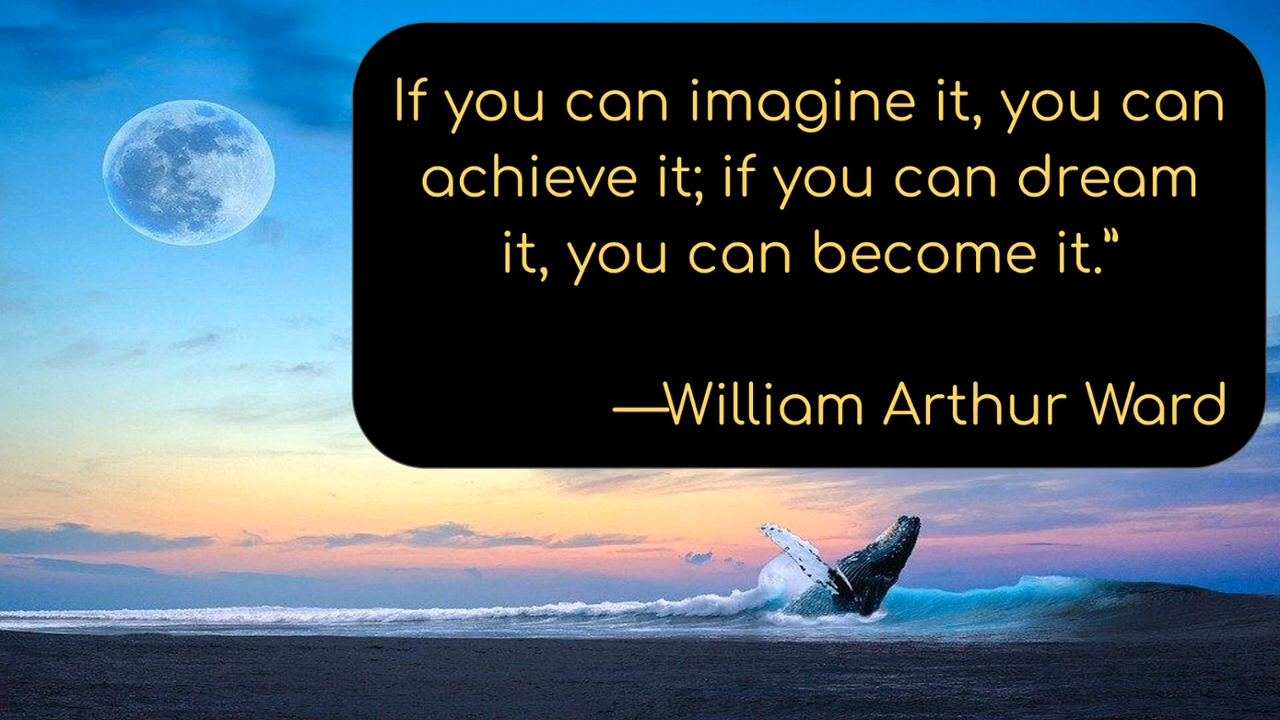 If you can imagine it, you can
achieve it; if you can dream
it, you can become it.”
—William Arthur Ward